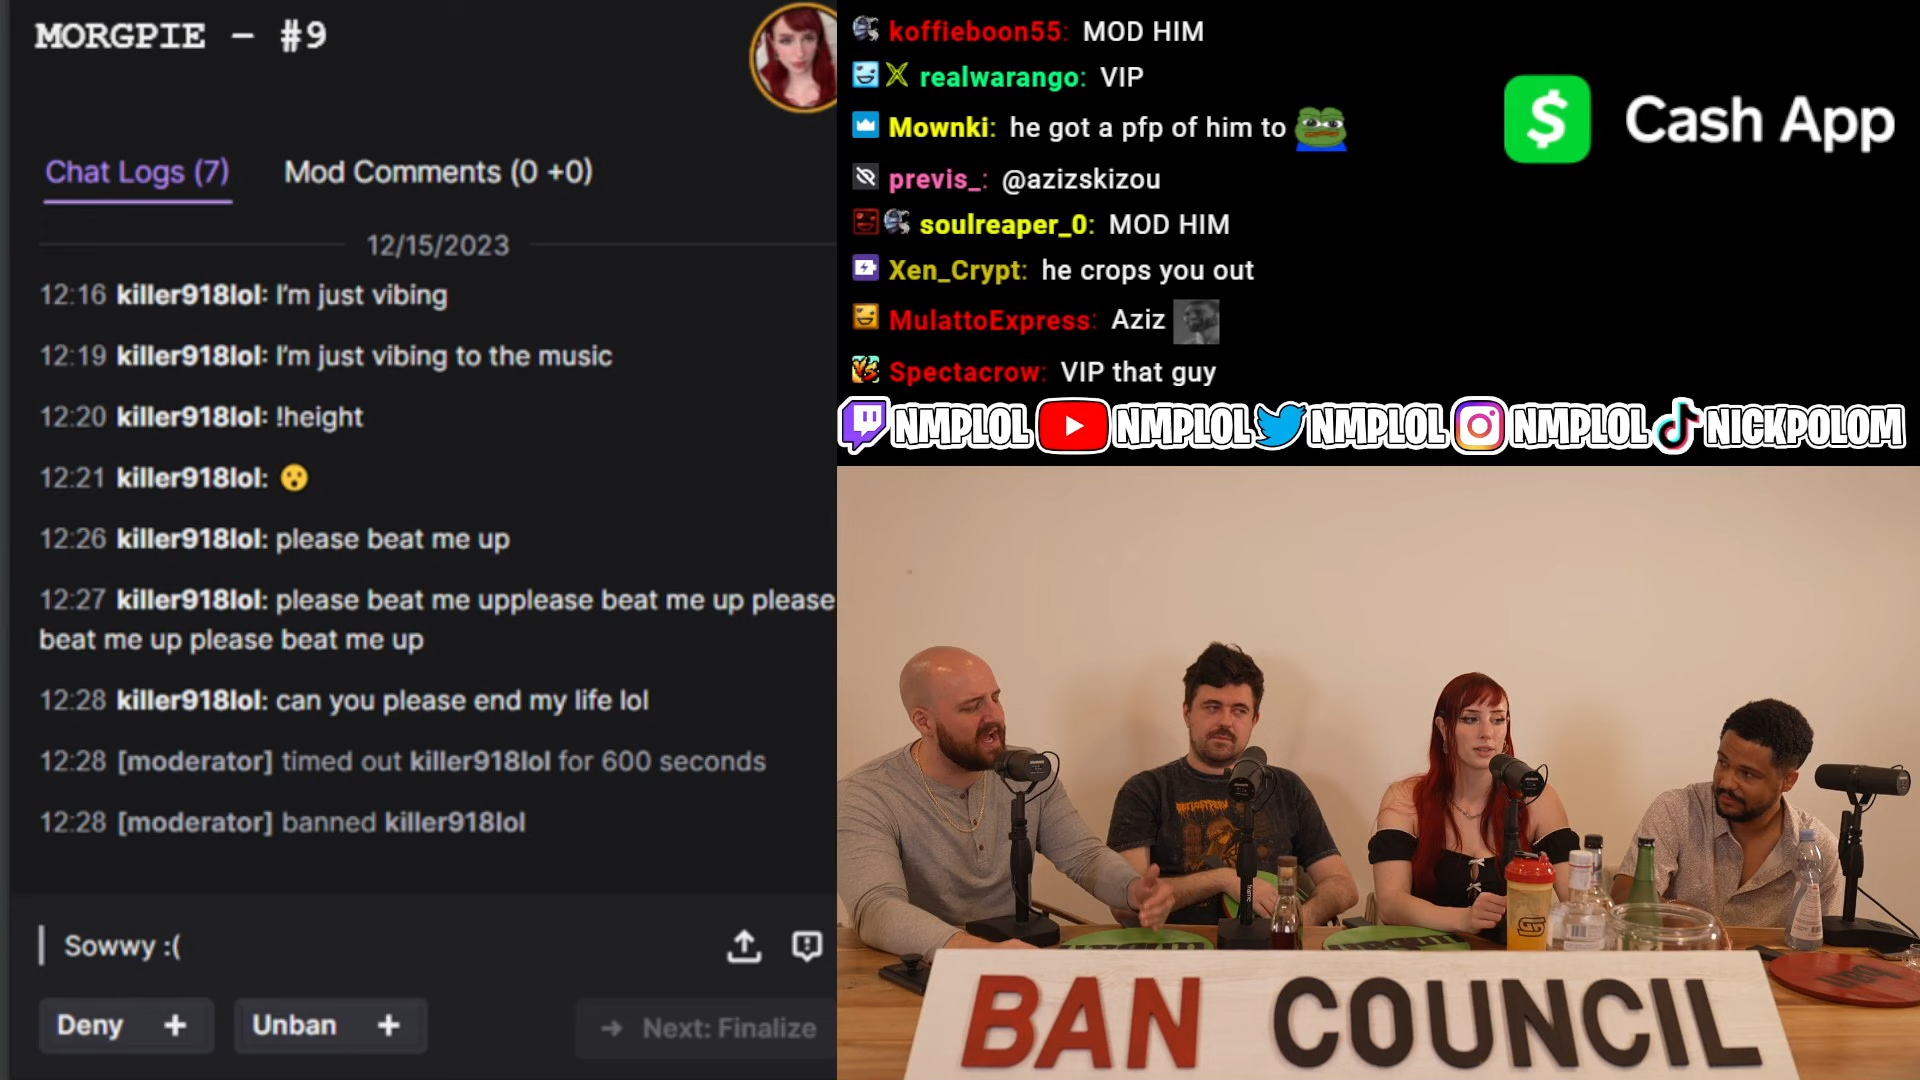 MORGPIE – #9
Chat Logs (7)
Mod Comments (0 +0)
12/15/2023
12:16 killer918lol: I'm just vibing
12:19 killer918lol: I'm just vibing to the music
12:20 killer918lol: !height
12:21 killer918lol: 😮
12:26 killer918lol: please beat me up
12:27 killer918lol: please beat me upplease beat me up please
beat me up please beat me up
12:28 killer918lol: can you please end my life lol
12:28 [moderator] timed out killer918lol for 600 seconds
12:28 [moderator] banned killer918lol
Sowwy :(
Deny +
Unban +
→ Next: Finalize
koffieboon55: MOD HIM
realwarango: VIP
Mownki: he got a pfp of him to
previs_: @azizskizou
soulreaper_0: MOD HIM
Xen_Crypt: he crops you out
MulattoExpress: Aziz
Spectacrow: VIP that guy
$ Cash App
NMPLOL NMPLOL NMPLOL NMPLOL NICKPOLOM
BAN COUNCIL